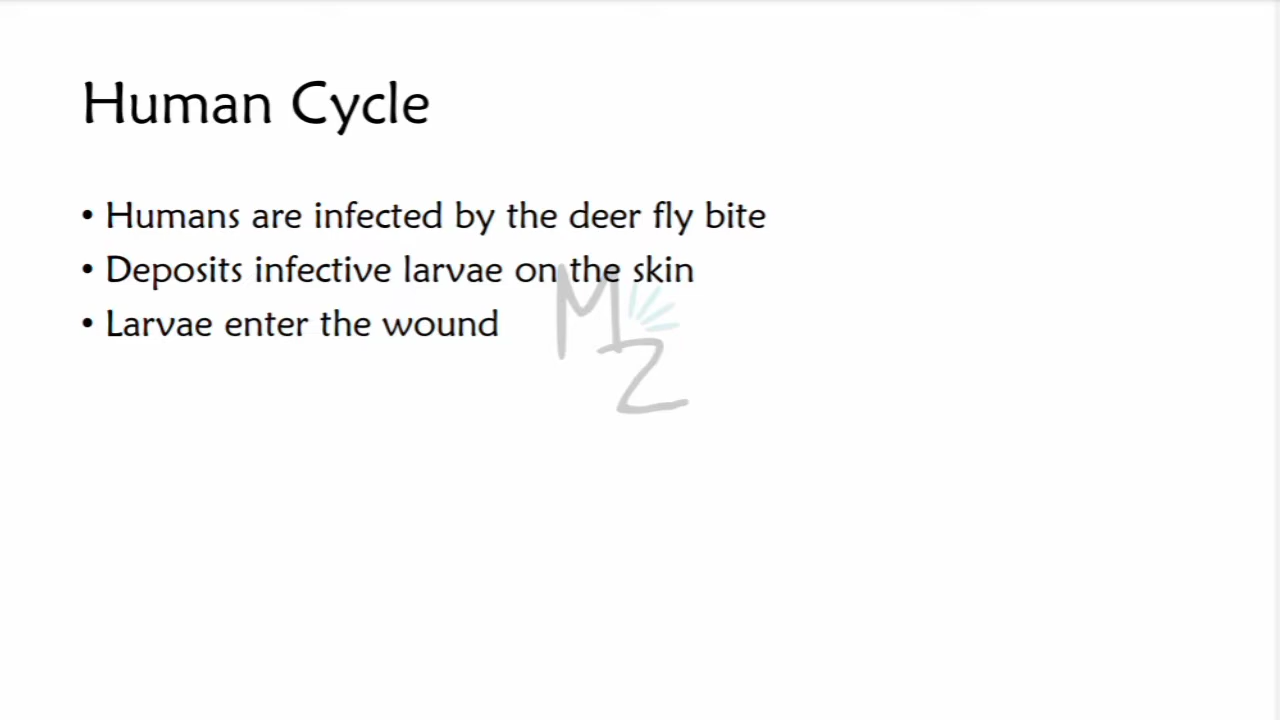 Human Cycle
• Humans are infected by the deer fly bite
• Deposits infective larvae on the skin
• Larvae enter the wound
M
Z